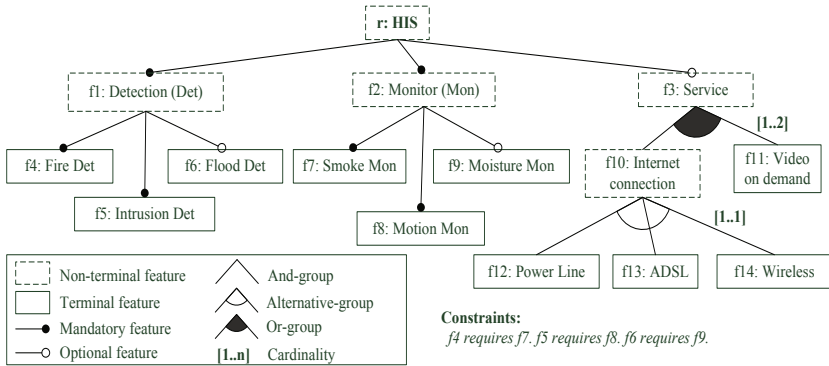 r: HIS
f1: Detection (Det)
f2: Monitor (Mon)
f3: Service
[1..2]
f4: Fire Det
f6: Flood Det
f7: Smoke Mon
f9: Moisture Mon
f10: Internet
connection
f11: Video
on demand
f5: Intrusion Det
f8: Motion Mon
[1..1]
f12: Power Line
f13: ADSL
f14: Wireless
Non-terminal feature
And-group
Terminal feature
Alternative-group
Mandatory feature
Or-group
Optional feature
[1..n]
Cardinality
Constraints:
f4 requires f7. f5 requires f8. f6 requires f9.